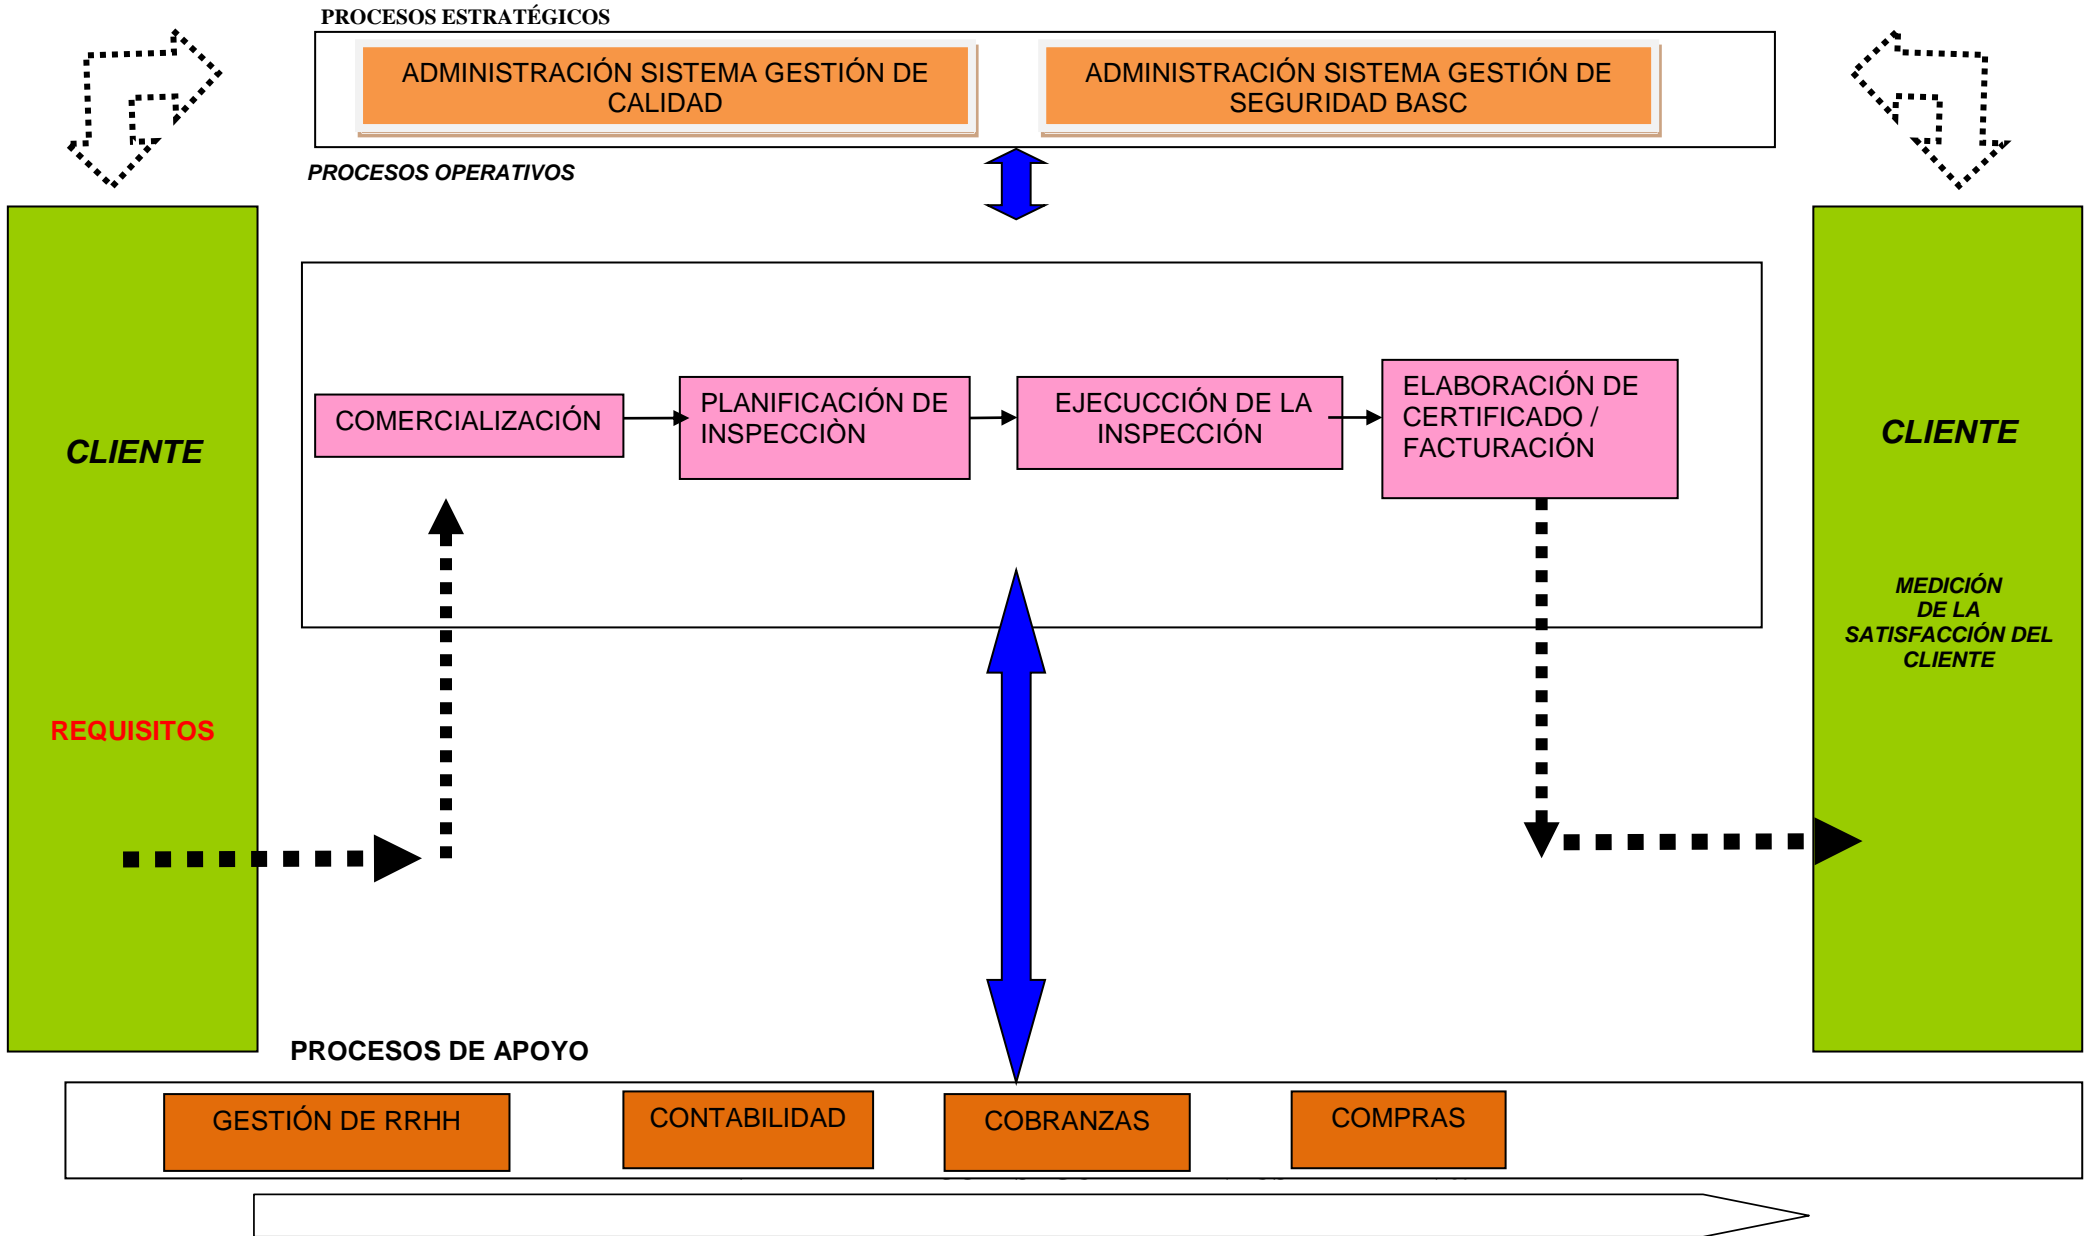 PROCESOS ESTRATÉGICOS
ADMINISTRACIÓN SISTEMA GESTIÓN DE
CALIDAD
ADMINISTRACIÓN SISTEMA GESTIÓN DE
SEGURIDAD BASC
PROCESOS OPERATIVOS
CLIENTE
REQUISITOS
COMERCIALIZACIÓN
PLANIFICACIÓN DE
INSPECCIÒN
EJECUCCIÓN DE LA
INSPECCIÓN
ELABORACIÓN DE
CERTIFICADO /
FACTURACIÓN
CLIENTE
MEDICIÓN
DE LA
SATISFACCIÓN DEL
CLIENTE
PROCESOS DE APOYO
GESTIÓN DE RRHH
CONTABILIDAD
COBRANZAS
COMPRAS